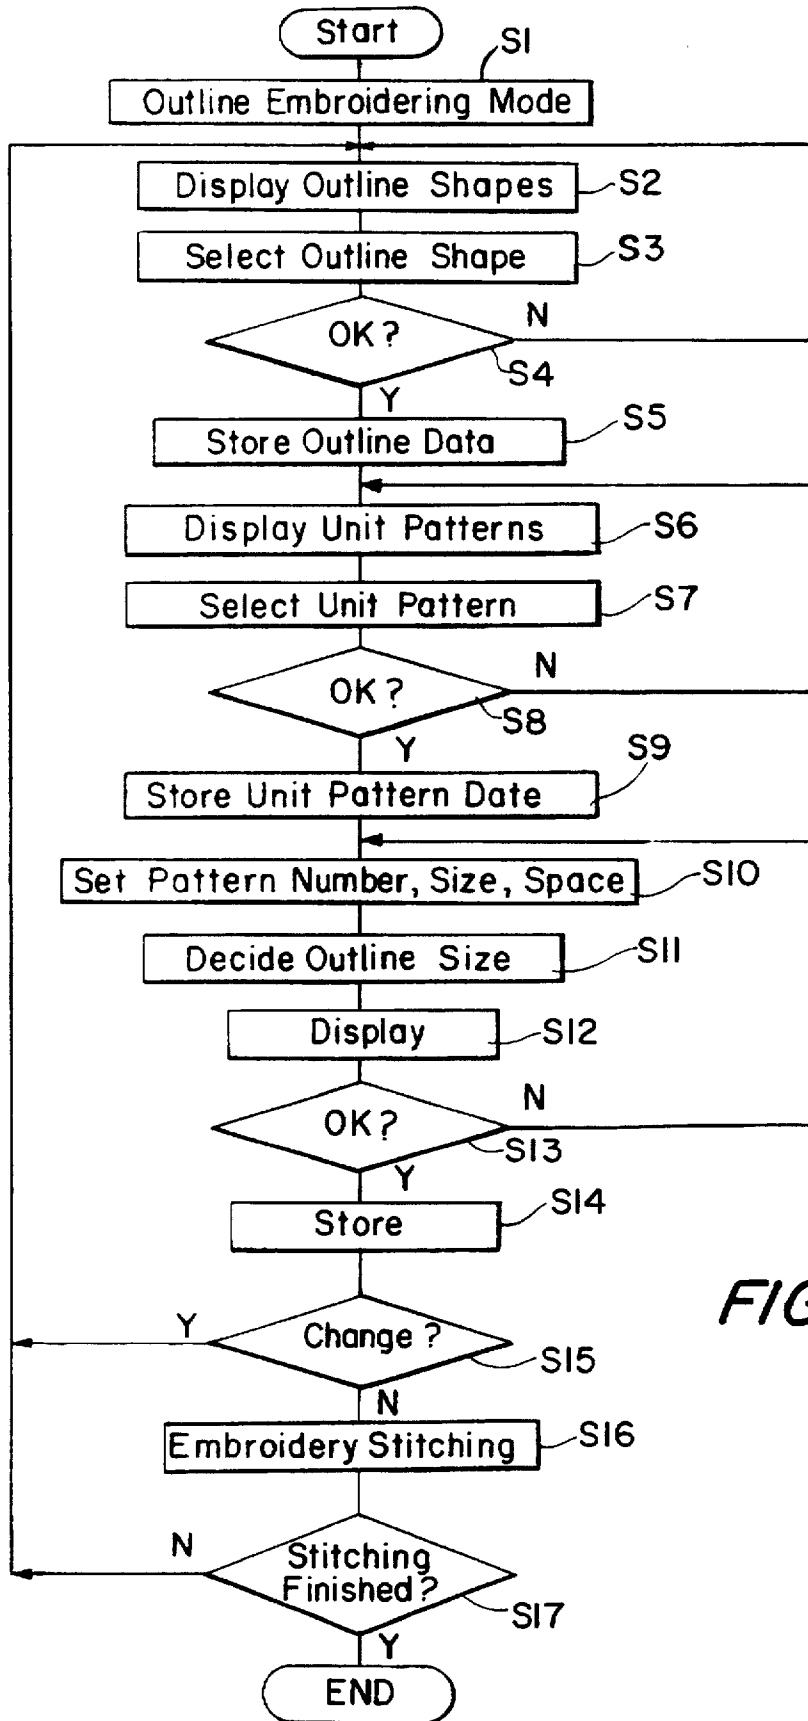 Start
S1
Outline Embroidering Mode
Display Outline Shapes
S2
Select Outline Shape
S3
OK?
N
S4
Y
Store Outline Data
S5
Display Unit Patterns
S6
Select Unit Pattern
S7
OK?
N
S8
Y
S9
Store Unit Pattern Date
Set Pattern Number, Size, Space
S10
Decide Outline Size
S11
Display
S12
OK?
N
S13
Y
Store
S14
FIG
Y
Change?
S15
N
Embroidery Stitching
S16
N
Stitching
Finished?
S17
Y
END